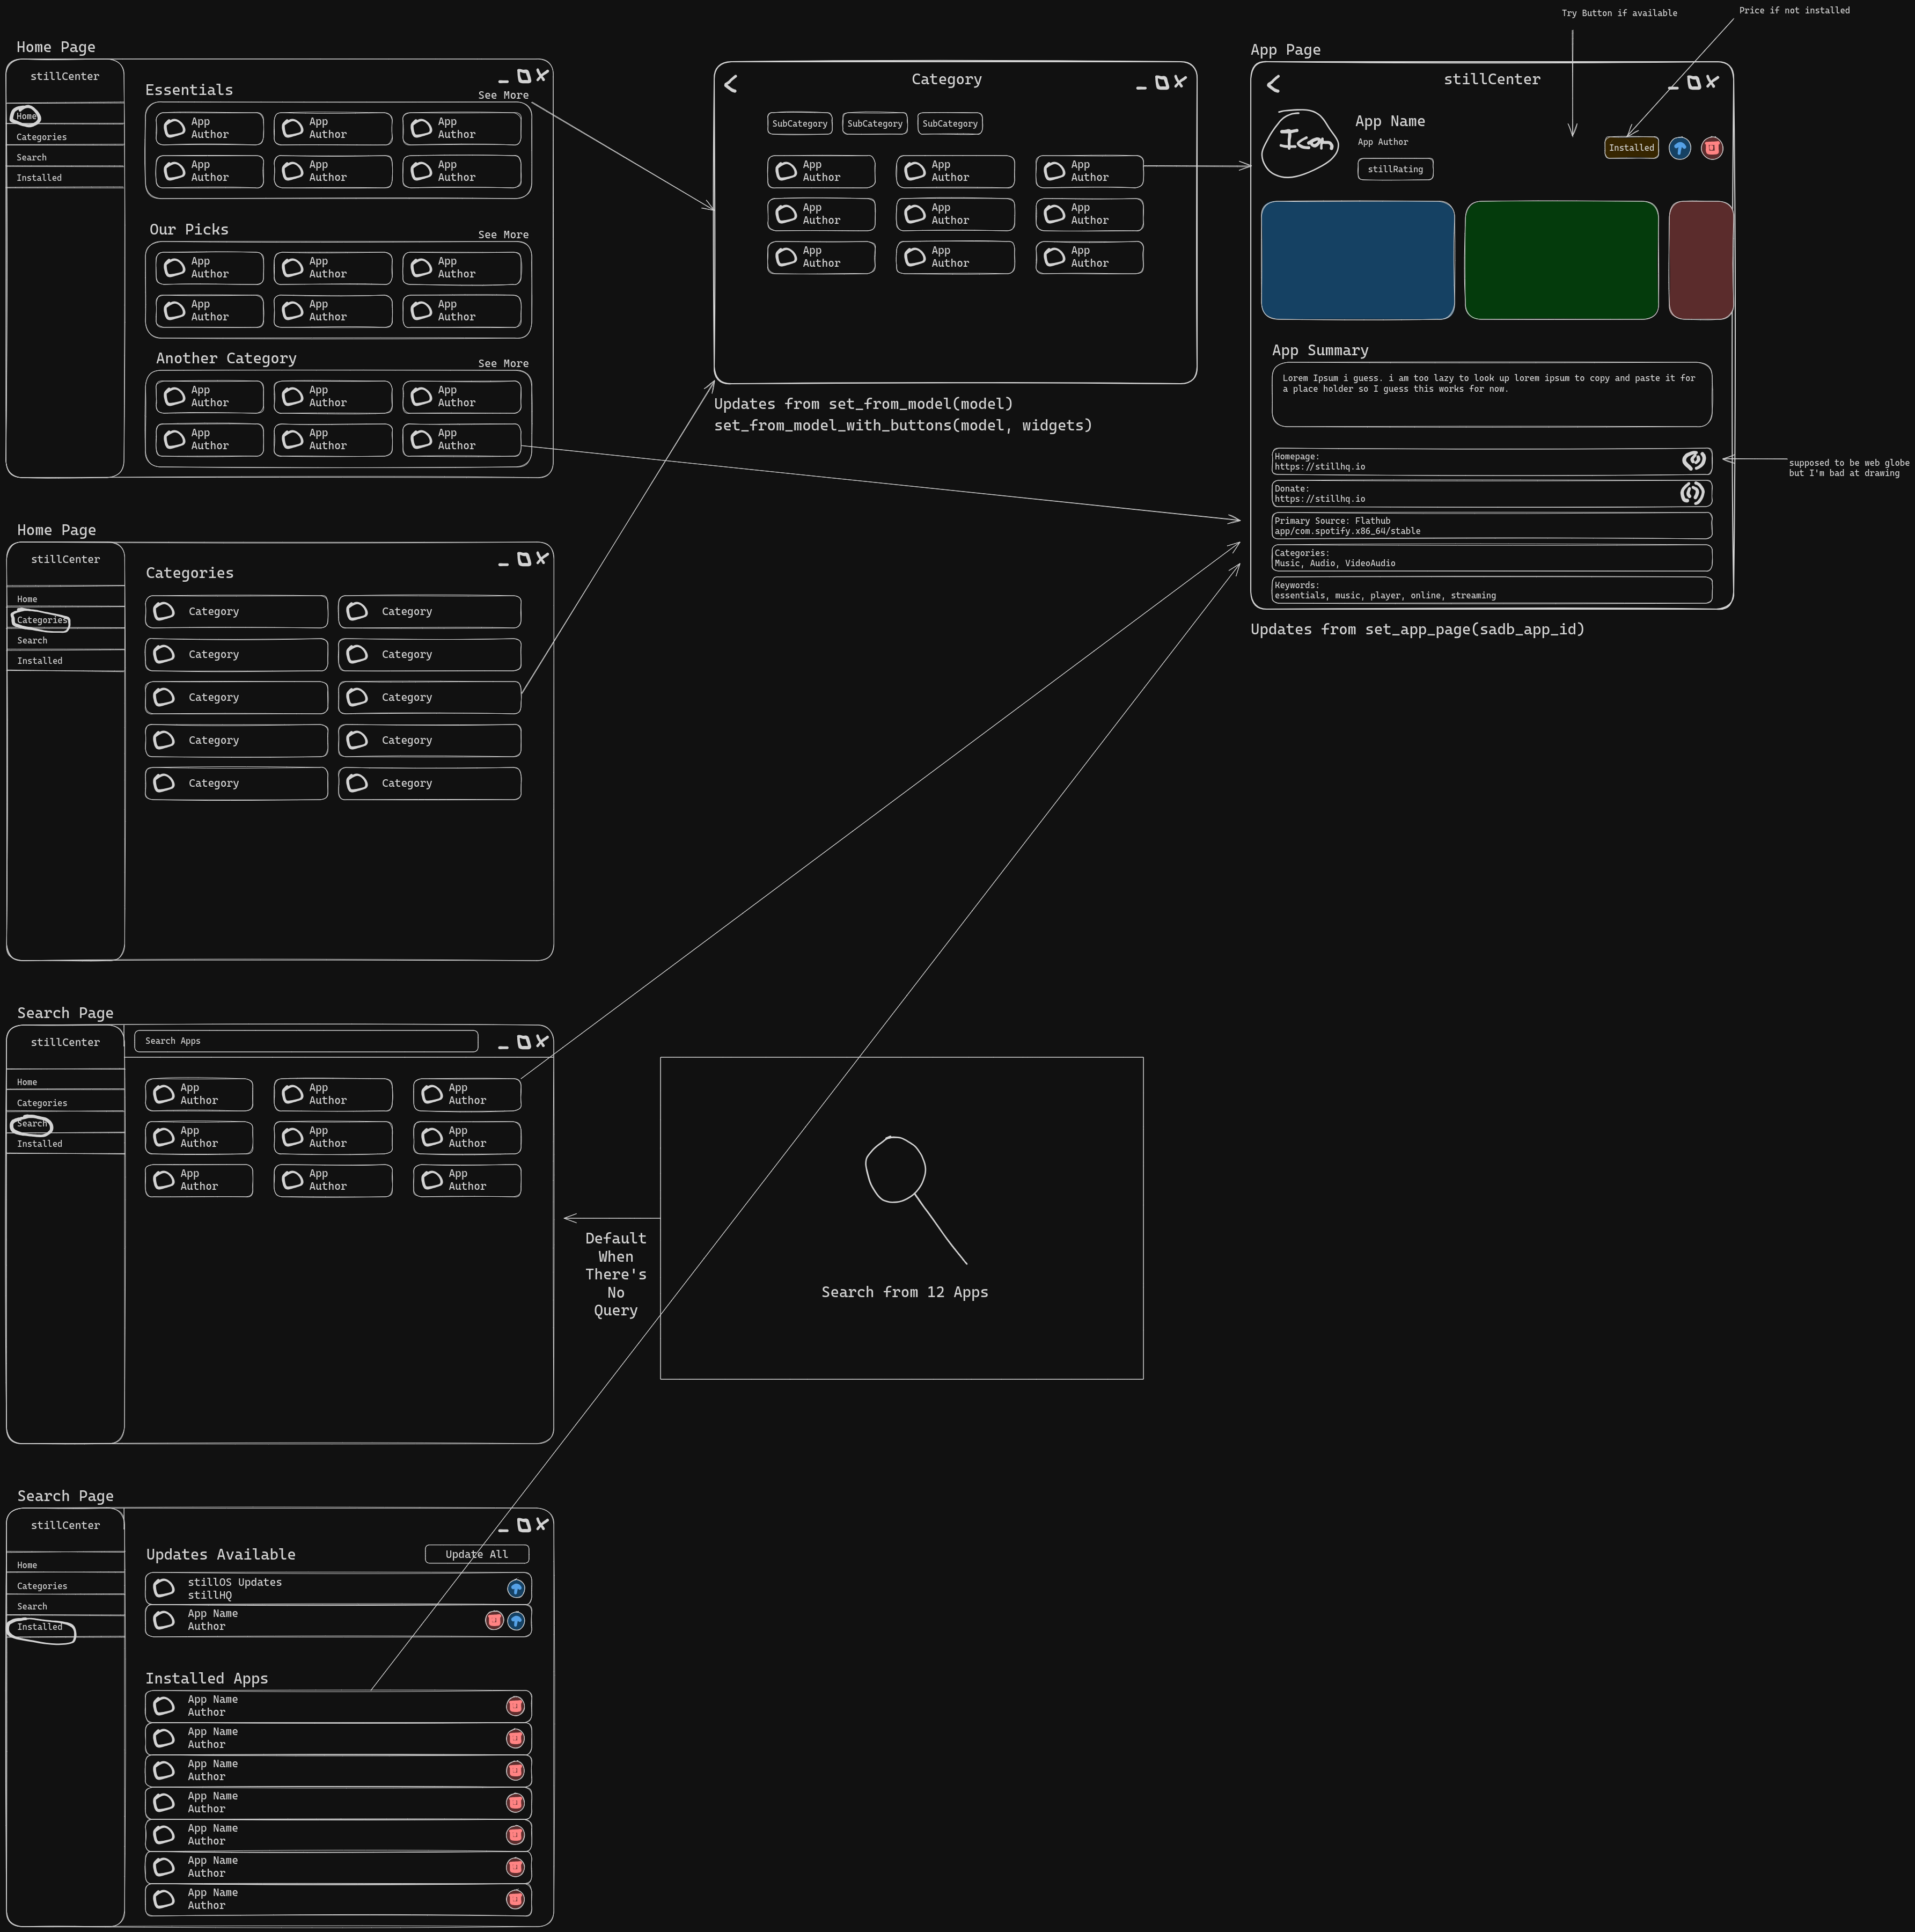 Try Button if available
Price if not installed
Home Page
stillCenter
Home
Categories
Search
Installed
Essentials
See More
App
Author
App
Author
App
Author
App
Author
App
Author
App
Author
Our Picks
See More
App
Author
App
Author
App
Author
App
Author
App
Author
App
Author
Another Category
See More
App
Author
App
Author
App
Author
App
Author
App
Author
App
Author
Category
SubCategory
SubCategory
SubCategory
App
Author
App
Author
App
Author
App
Author
App
Author
App
Author
App
Author
App
Author
App
Author
Updates from set_from_model(model)
set_from_model_with_buttons(model, widgets)
App Page
stillCenter
Icon
App Name
App Author
stillRating
Installed
App Summary
Lorem Ipsum i guess. i am too lazy to look up lorem ipsum to copy and paste it for
a place holder so I guess this works for now.
Homepage:
https://stillhq.io
Donate:
https://stillhq.io
Primary Source: Flathub
app/com.spotify.x86_64/stable
Categories:
Music, Audio, VideoAudio
Keywords:
essentials, music, player, online, streaming
supposed to be web globe
but I'm bad at drawing
Updates from set_app_page(sadb_app_id)
Home Page
stillCenter
Home
Categories
Search
Installed
Categories
Category
Category
Category
Category
Category
Category
Category
Category
Category
Category
Search Page
stillCenter
Home
Categories
Search
Installed
Search Apps
App
Author
App
Author
App
Author
App
Author
App
Author
App
Author
App
Author
App
Author
App
Author
Default
When
There's
No
Query
Search from 12 Apps
Search Page
stillCenter
Home
Categories
Search
Installed
Updates Available
Update All
stillOS Updates
stillHQ
App Name
Author
Installed Apps
App Name
Author
App Name
Author
App Name
Author
App Name
Author
App Name
Author
App Name
Author
App Name
Author